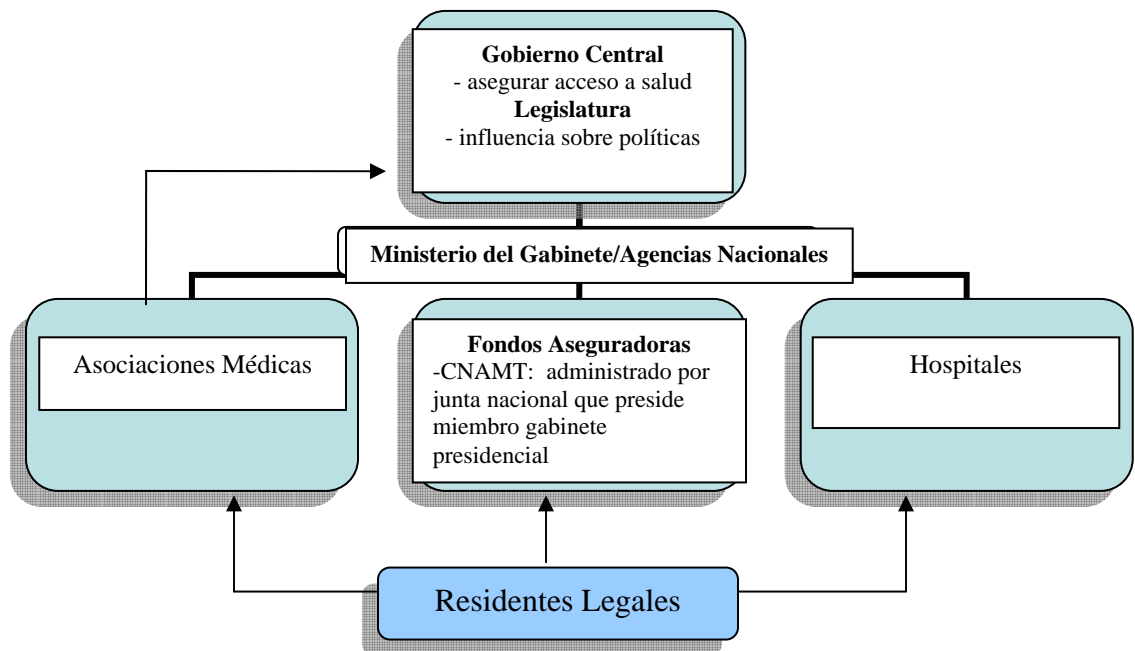 Gobierno Central
- asegurar acceso a salud
Legislatura
- influencia sobre políticas
Ministerio del Gabinete/Agencias Nacionales
Asociaciones Médicas
Fondos Aseguradoras
-CNAMT: administrado por
junta nacional que preside
miembro gabinete
presidencial
Hospitales
Residentes Legales